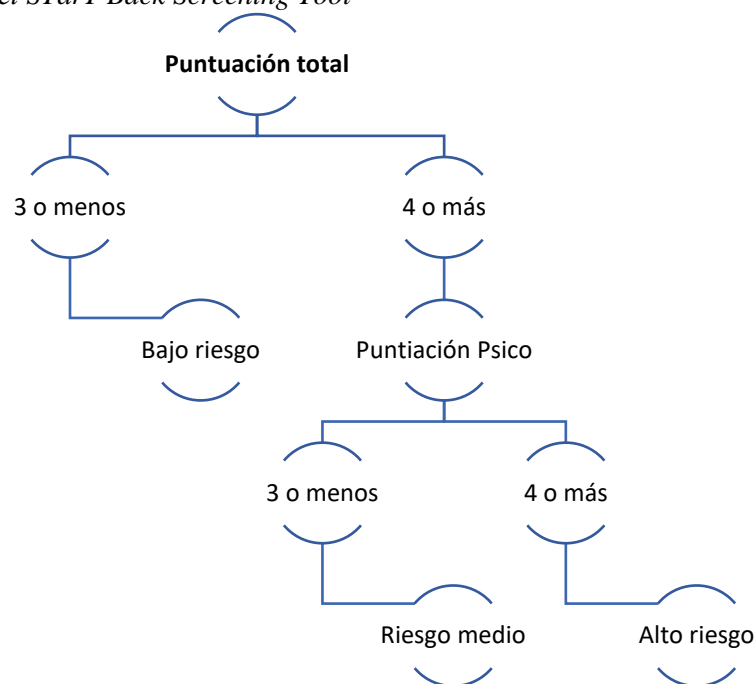 el STarT Back Screening Tool
Puntuación total
3 o menos
4 o más
Bajo riesgo
Puntiación Psico
3 o menos
4 o más
Riesgo medio
Alto riesgo